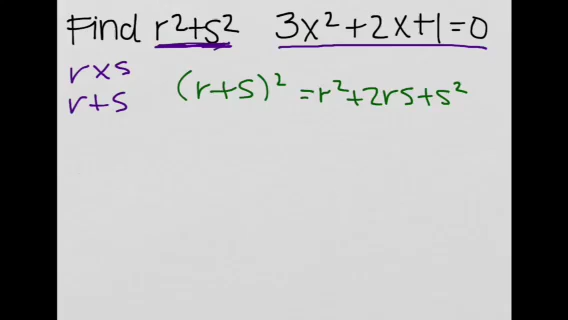 Find r²+s² 3x²+2x+1=0
r×s
r+s (r+s)²=r²+2rs+s²